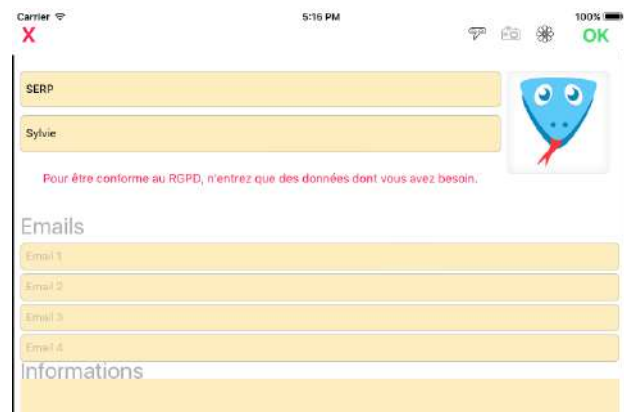 Carrier 5:16 PM 100%
X OK
SERP
Sylvie
Pour être conforme au RGPD, n'entrez que des données dont vous avez besoin.
Emails
Email 1
Email 2
Email 3
Email 4
Informations